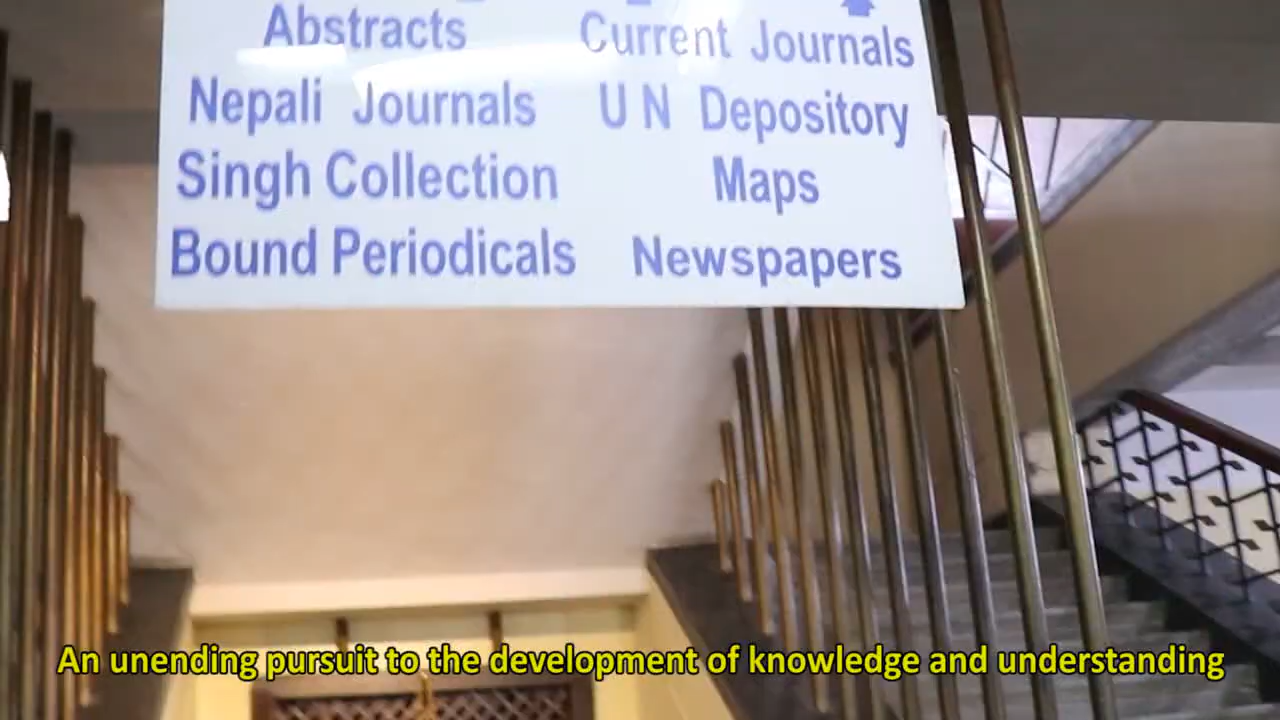 Abstracts Current Journals
Nepali Journals U N Depository
Singh Collection Maps
Bound Periodicals Newspapers
An unending pursuit to the development of knowledge and understanding